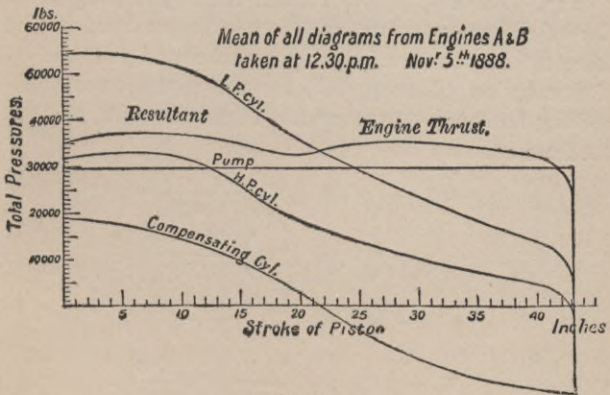 lbs.
60000
50000
40000
30000
20000
10000
Total Pressures.
Mean of all diagrams from Engines A & B
taken at 12.30.p.m. Novr 5th 1888.
L.P. cyl.
Resultant
Engine Thrust.
Pump
H.P. cyl.
Compensating Cyl.
5 10 15 20 25 30 35 40
Stroke of Piston Inches